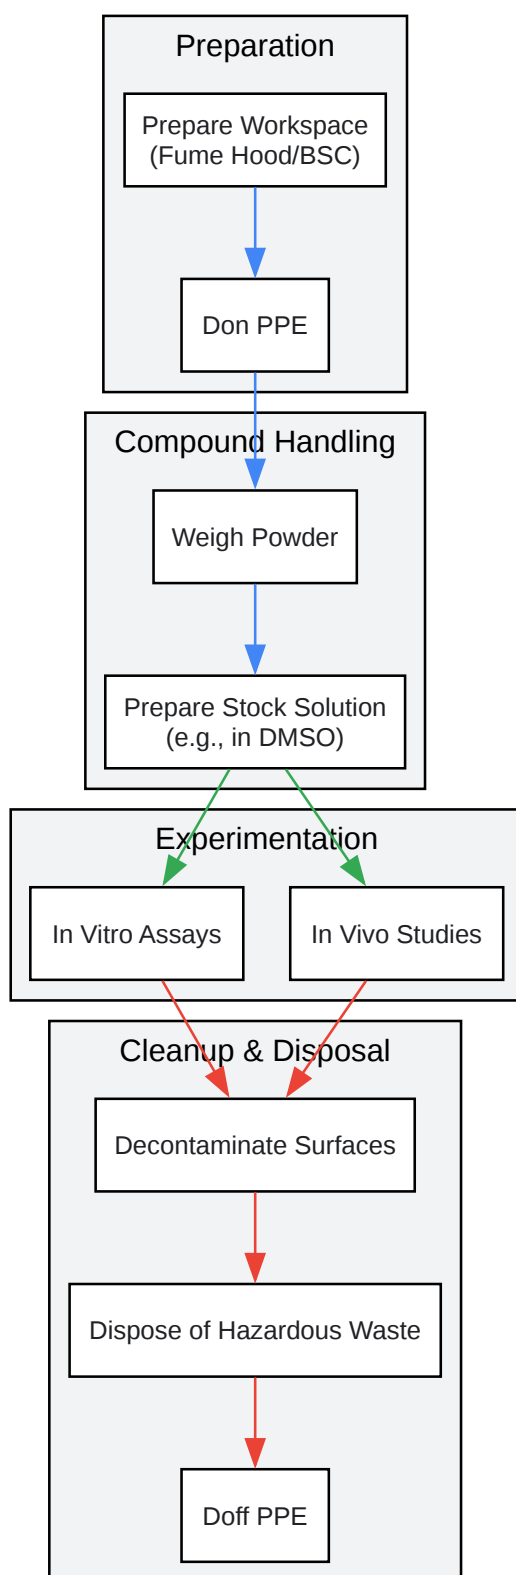 Preparation
Prepare Workspace
(Fume Hood/BSC)
Don PPE
Compound Handling
Weigh Powder
Prepare Stock Solution
(e.g., in DMSO)
Experimentation
In Vitro Assays
In Vivo Studies
Cleanup & Disposal
Decontaminate Surfaces
Dispose of Hazardous Waste
Doff PPE